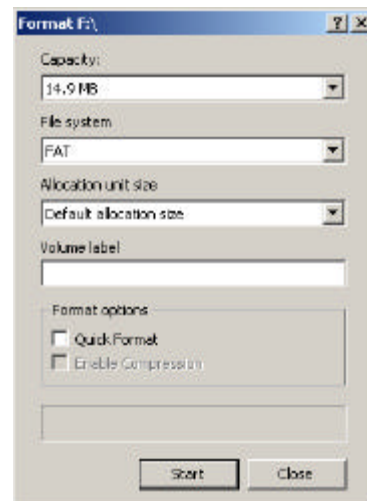 Format F:\
? X
Capacity:
14.9 MB
File system
FAT
Allocation unit size
Default allocation size
Volume label
Format options
Quick Format
Enable Compression
Start
Close